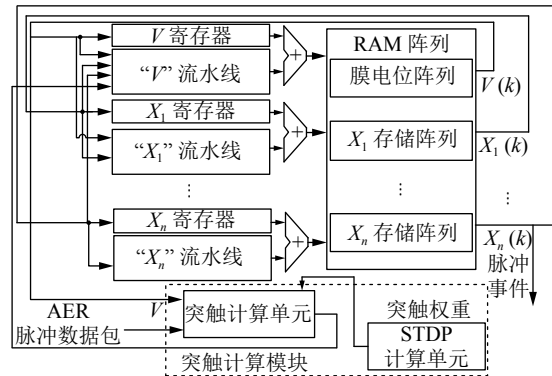 V 寄存器
“V” 流水线
X₁ 寄存器
“X₁” 流水线
⋮
Xₙ 寄存器
“Xₙ” 流水线
+
+
+
RAM 阵列
膜电位阵列
X₁ 存储阵列
⋮
Xₙ 存储阵列
V (k)
X₁ (k)
⋮
Xₙ (k)
脉冲
事件
AER
脉冲数据包
V
突触计算单元
突触计算模块
突触权重
STDP
计算单元